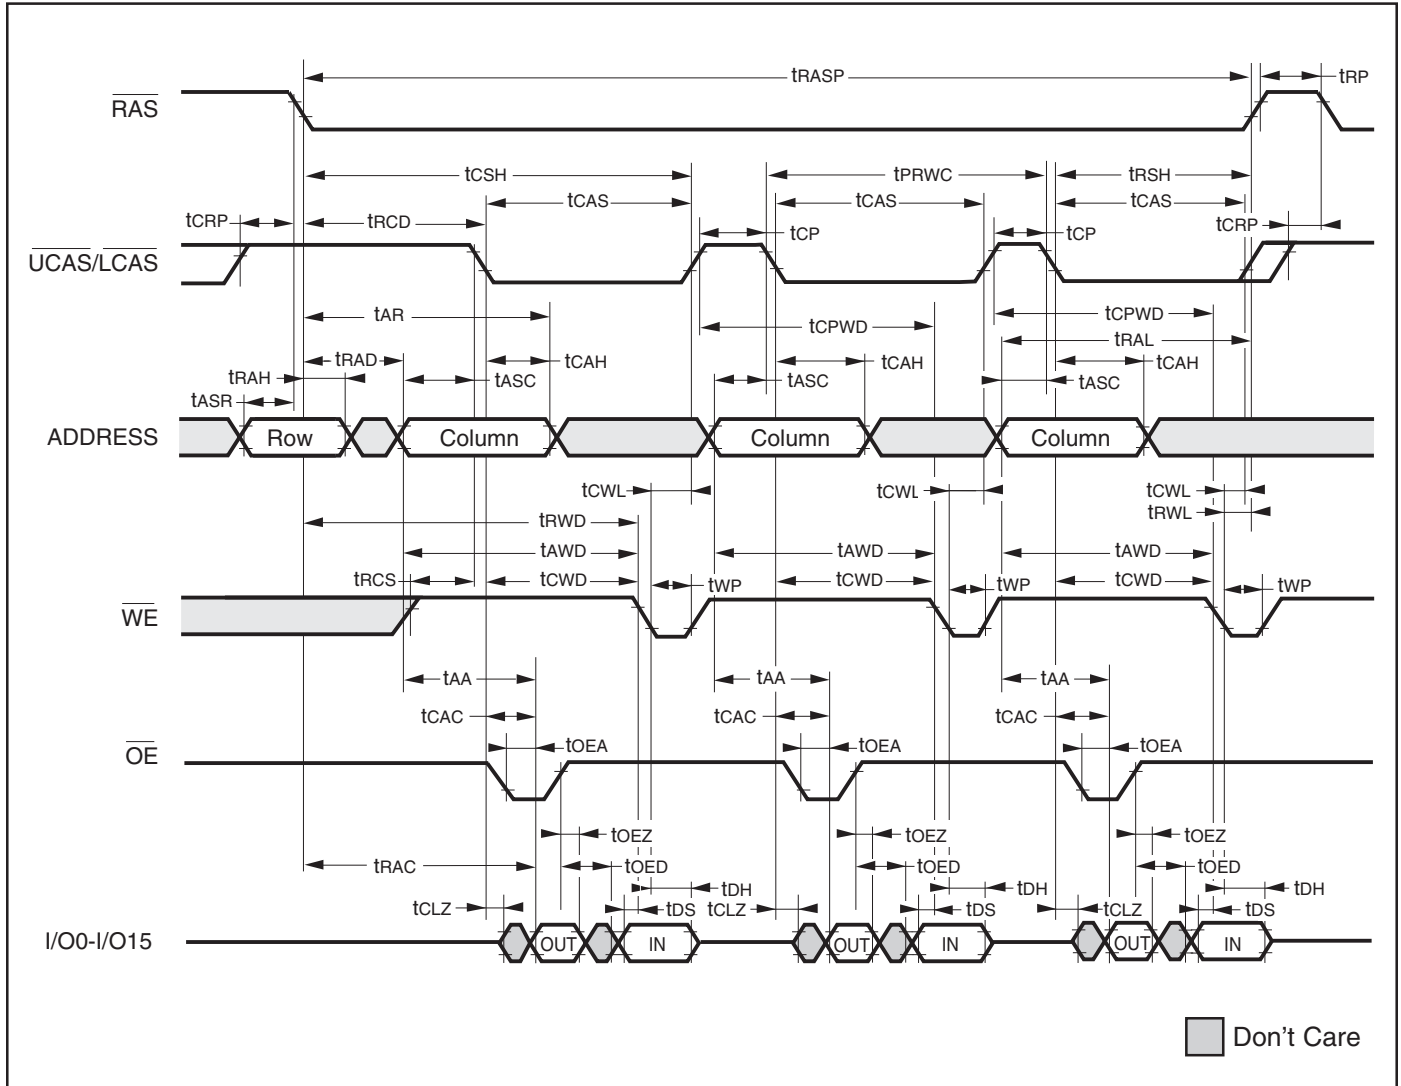 tRASP tRP
RAS
tCSH tPRWC tRSH
tCAS tCAS tCAS
tCRP tRCD tCP tCP tCRP
UCAS/LCAS
tAR tCPWD tCPWD
tRAL
tRAD tCAH tCAH tCAH
tRAH tASC tASC tASC
tASR
ADDRESS Row Column Column Column
tCWL tCWL tCWL
tRWD tRWL
tAWD tAWD tAWD
tRCS tCWD tWP tCWD tWP tCWD tWP
WE
tAA tAA tAA
tCAC tCAC tCAC
OE tOEA tOEA tOEA
tOEZ tOEZ tOEZ
tRAC tOED tOED tOED
tDH tDH tDH
tCLZ tDS tCLZ tDS tCLZ tDS
I/O0-I/O15 OUT IN OUT IN OUT IN
Don't Care